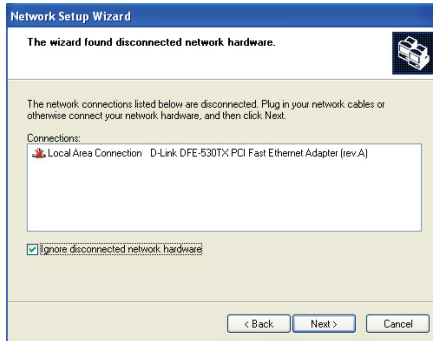 Network Setup Wizard
The wizard found disconnected network hardware.
The network connections listed below are disconnected. Plug in your network cables or
otherwise connect your network hardware, and then click Next.
Connections:
Local Area Connection D-Link DFE-530TX PCI Fast Ethernet Adapter (rev.A)
Ignore disconnected network hardware
< Back Next > Cancel